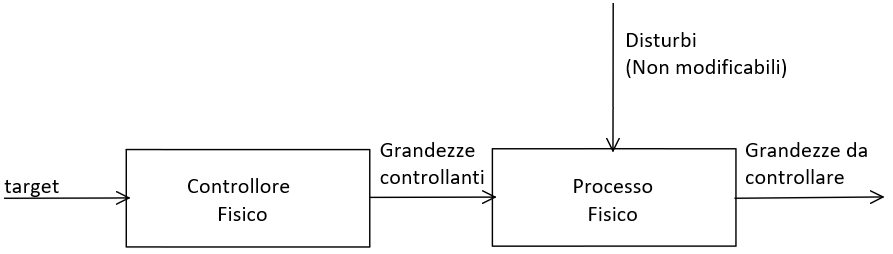 Disturbi
(Non modificabili)
target
Controllore
Fisico
Grandezze
controllanti
Processo
Fisico
Grandezze da
controllare